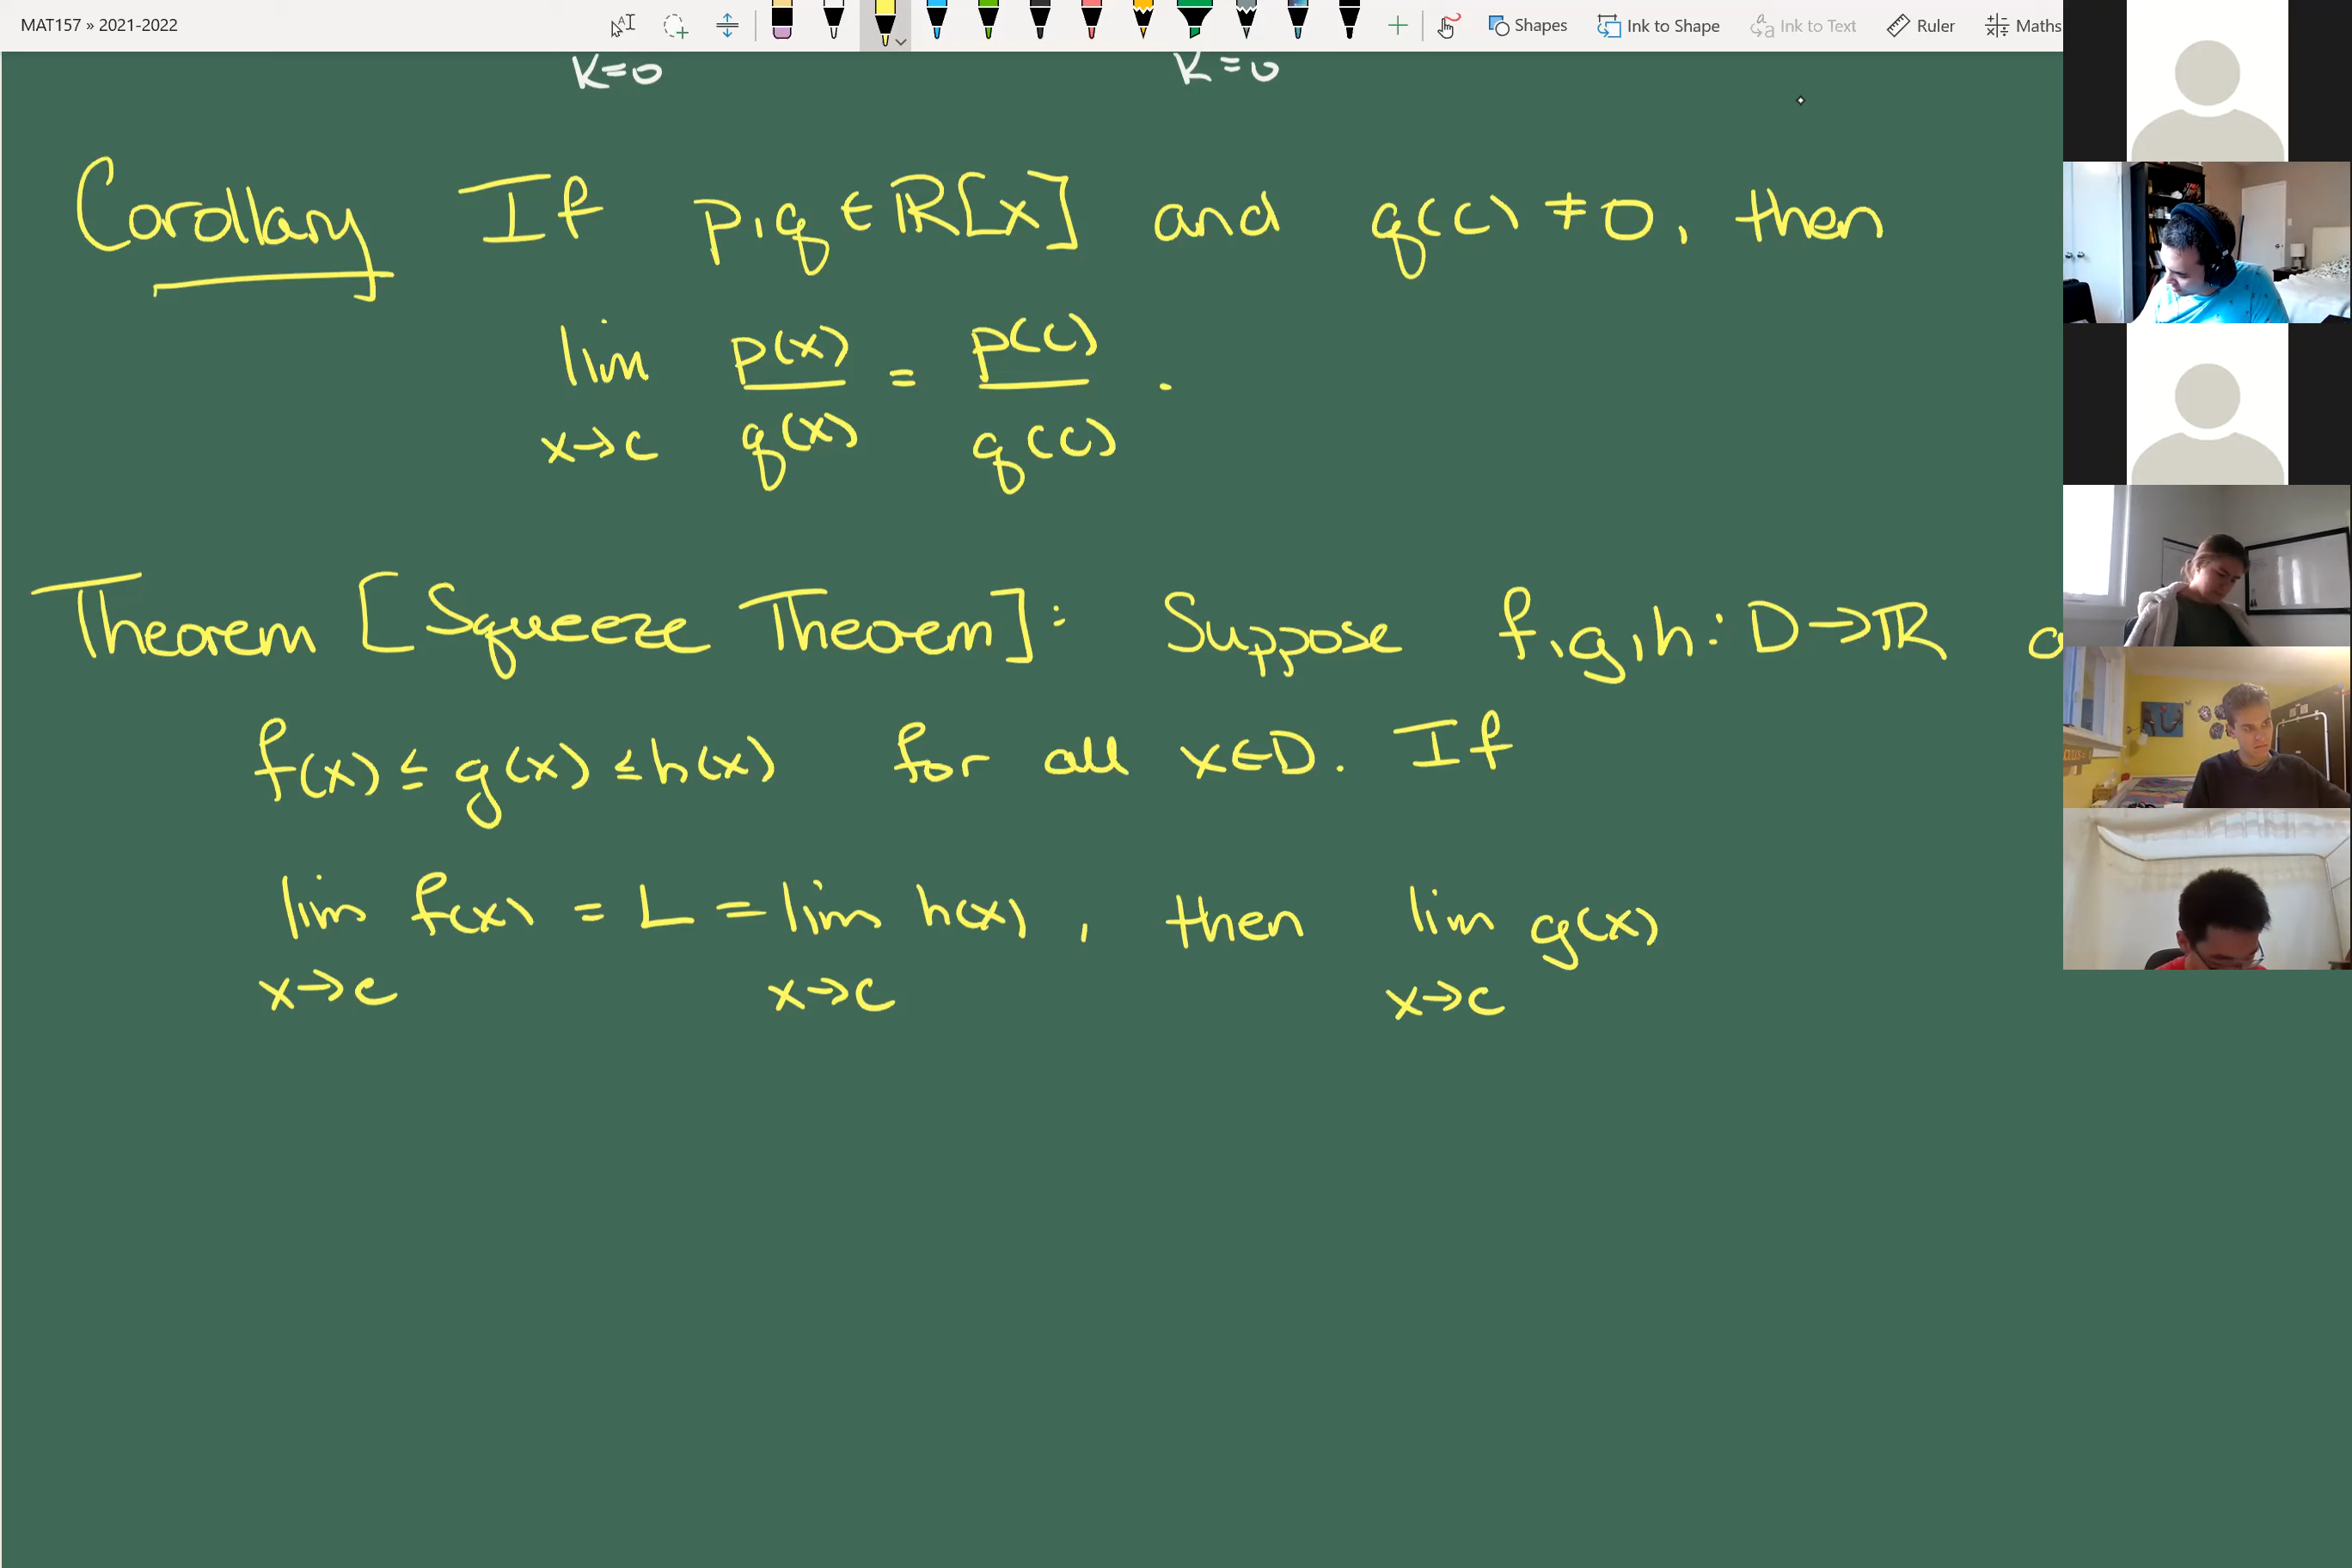 MAT157 » 2021-2022
Shapes Ink to Shape Ink to Text Ruler Maths
K=0 K=0
Corollary If p,q ∈ ℝ[x] and q(c) ≠ 0, then
lim p(x) = p(c) .
x→c q(x) q(c)
Theorem [Squeeze Theorem]: Suppose f,g,h: D→ℝ
f(x) ≤ g(x) ≤ h(x) for all x∈D. If
lim f(x) = L = lim h(x), then lim g(x)
x→c x→c x→c